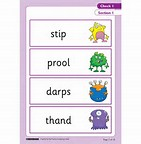 Check 1
Section 1
stip
prool
darps
thand